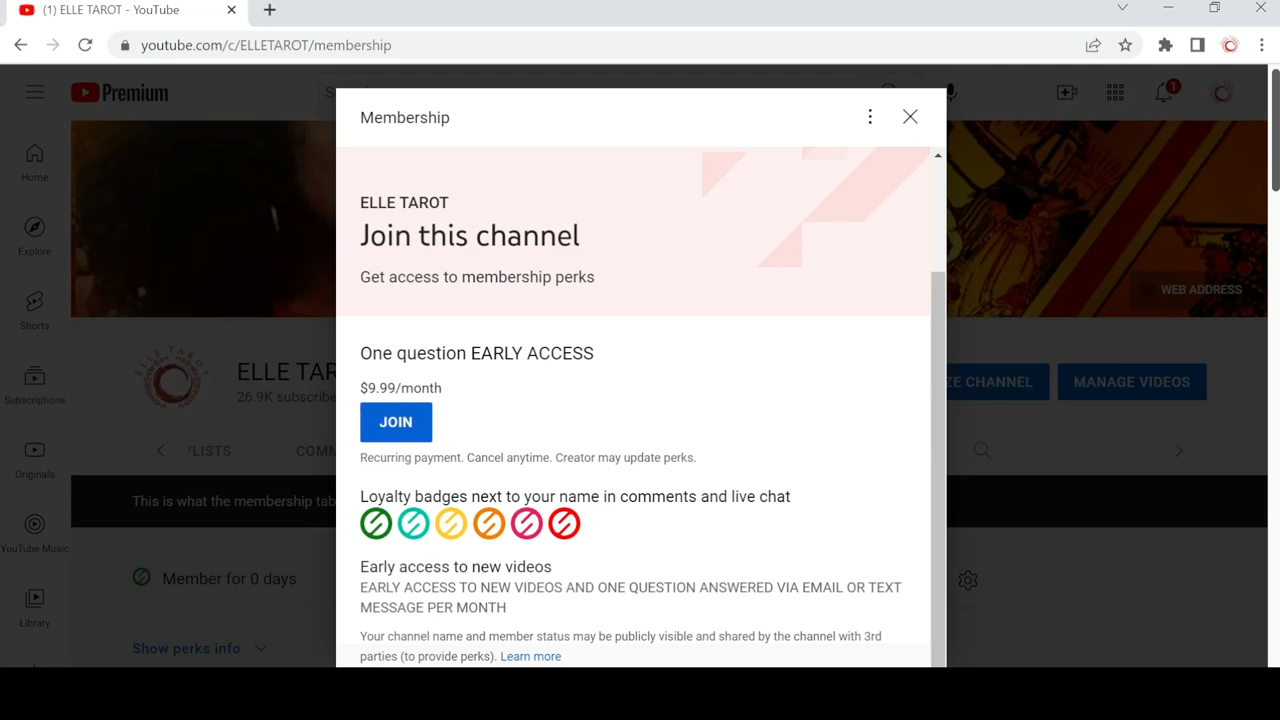 (1) ELLE TAROT - YouTube
youtube.com/c/ELLETAROT/membership
Premium
1
Membership
Home
ELLE TAROT
Join this channel
Explore
Get access to membership perks
WEB ADDRESS
Shorts
One question EARLY ACCESS
ELLE TAR
$9.99/month
ZE CHANNEL
MANAGE VIDEOS
26.9K subscribe
Subscriptions
JOIN
'LISTS
COMM
Recurring payment. Cancel anytime. Creator may update perks.
Originals
This is what the membership tab
Loyalty badges next to your name in comments and live chat
YouTube Music
Early access to new videos
Member for 0 days
EARLY ACCESS TO NEW VIDEOS AND ONE QUESTION ANSWERED VIA EMAIL OR TEXT
MESSAGE PER MONTH
Library
Your channel name and member status may be publicly visible and shared by the channel with 3rd
Show perks info
parties (to provide perks). Learn more